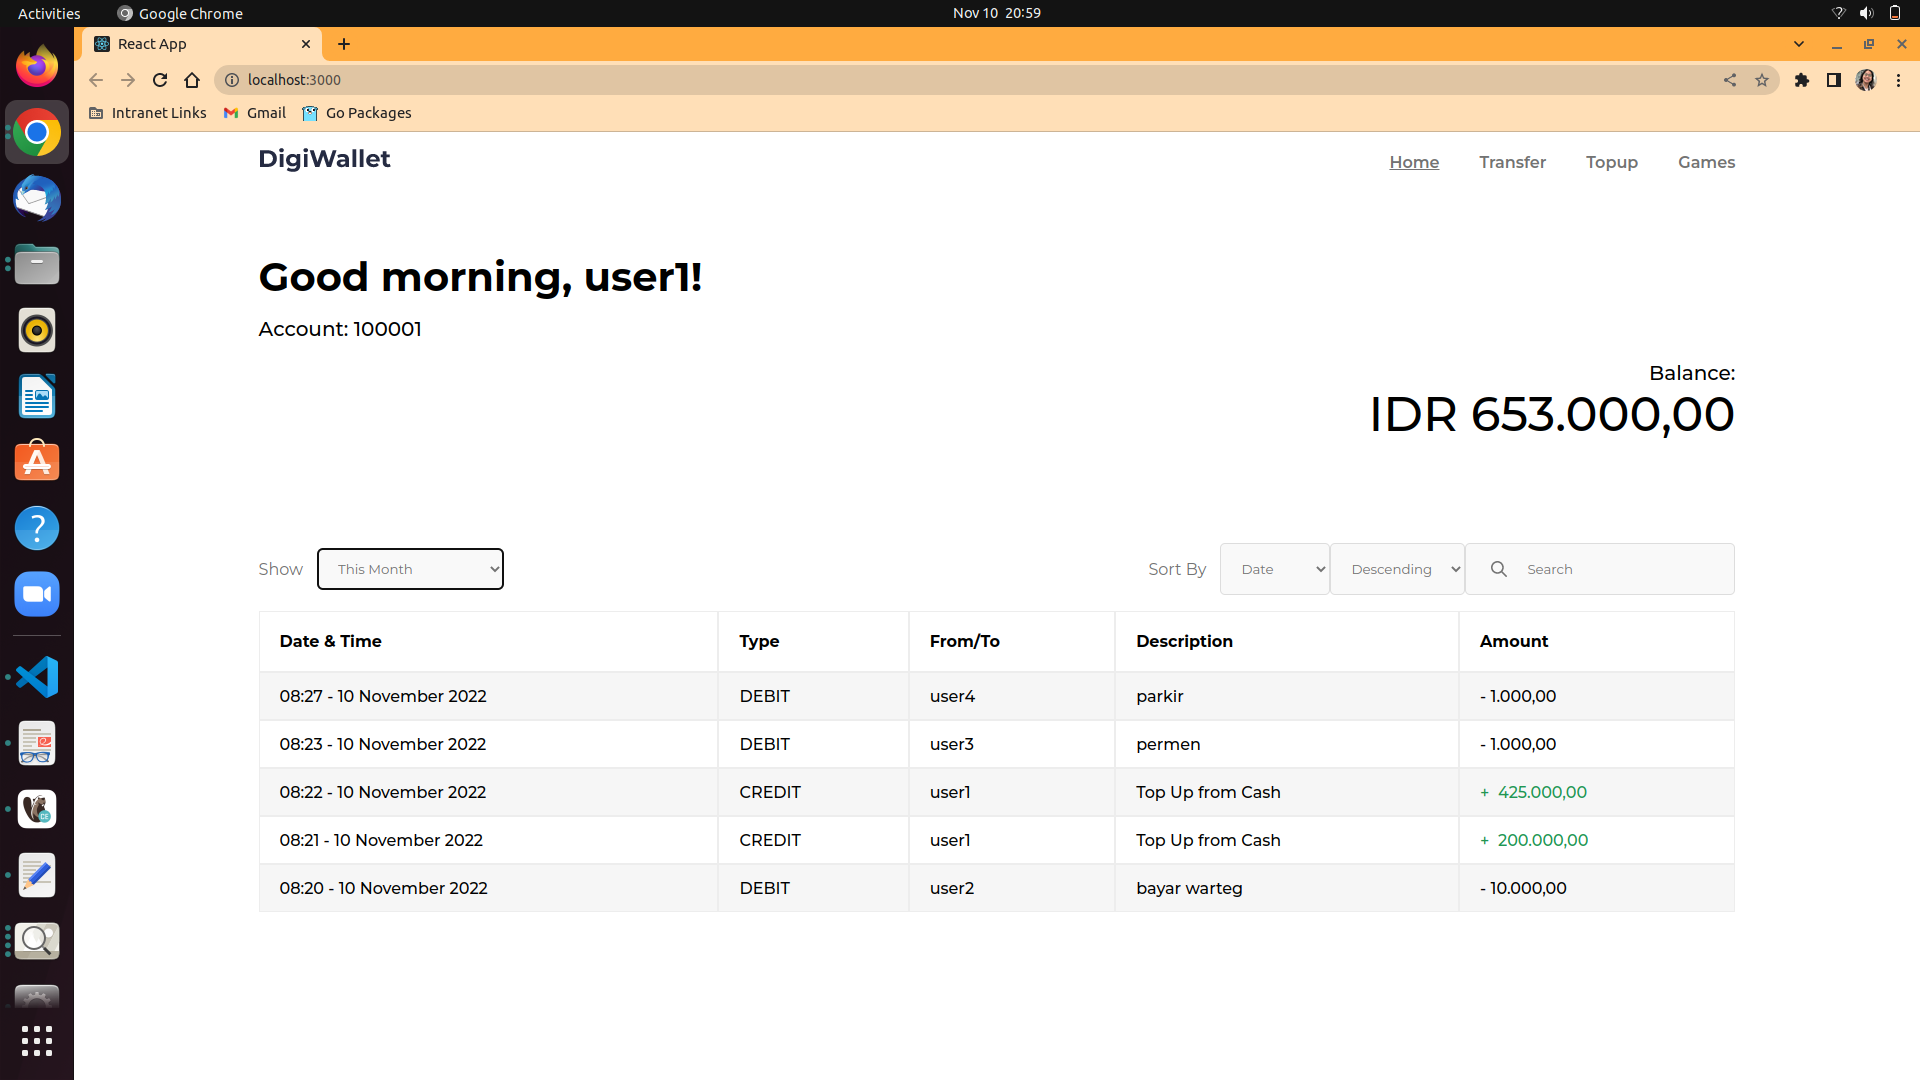 Activities Google Chrome Nov 10 20:59
React App
localhost:3000
Intranet Links Gmail Go Packages
DigiWallet Home Transfer Topup Games
Good morning, user1!
Account: 100001
Balance:
IDR 653.000,00
Show This Month Sort By Date Descending Search
Date & Time Type From/To Description Amount
08:27 - 10 November 2022 DEBIT user4 parkir - 1.000,00
08:23 - 10 November 2022 DEBIT user3 permen - 1.000,00
08:22 - 10 November 2022 CREDIT user1 Top Up from Cash + 425.000,00
08:21 - 10 November 2022 CREDIT user1 Top Up from Cash + 200.000,00
08:20 - 10 November 2022 DEBIT user2 bayar warteg - 10.000,00